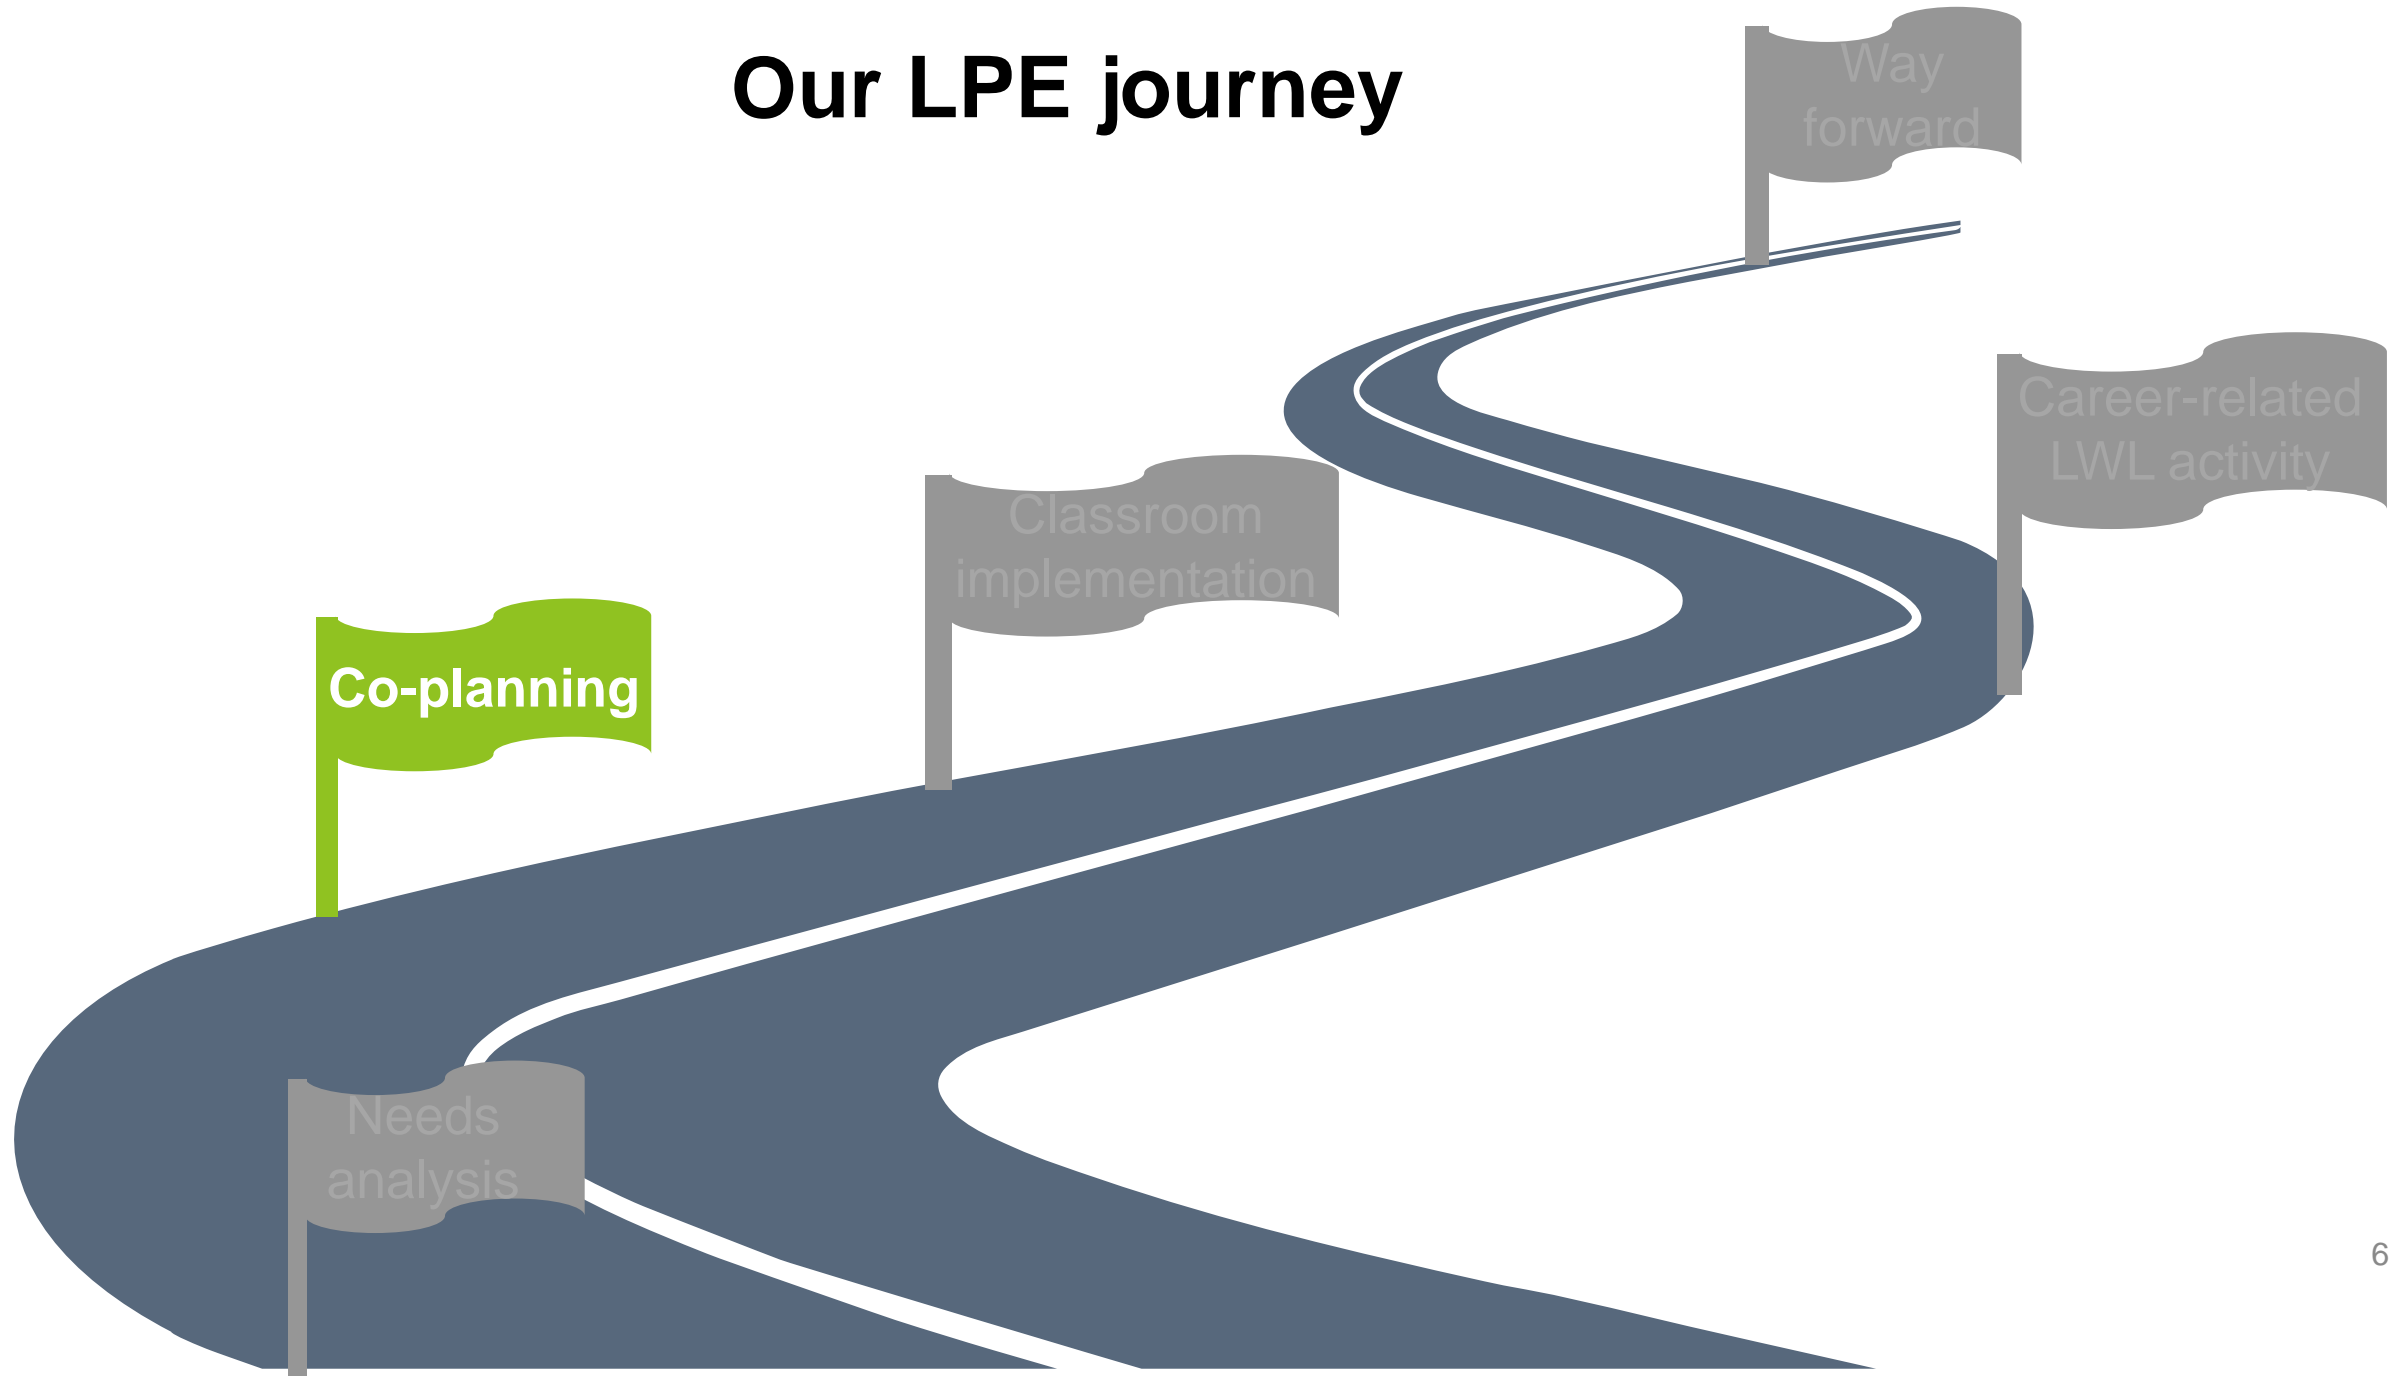 Our LPE journey
Way
forward
Career-related
LWL activity
Classroom
implementation
Co-planning
Needs
analysis
6